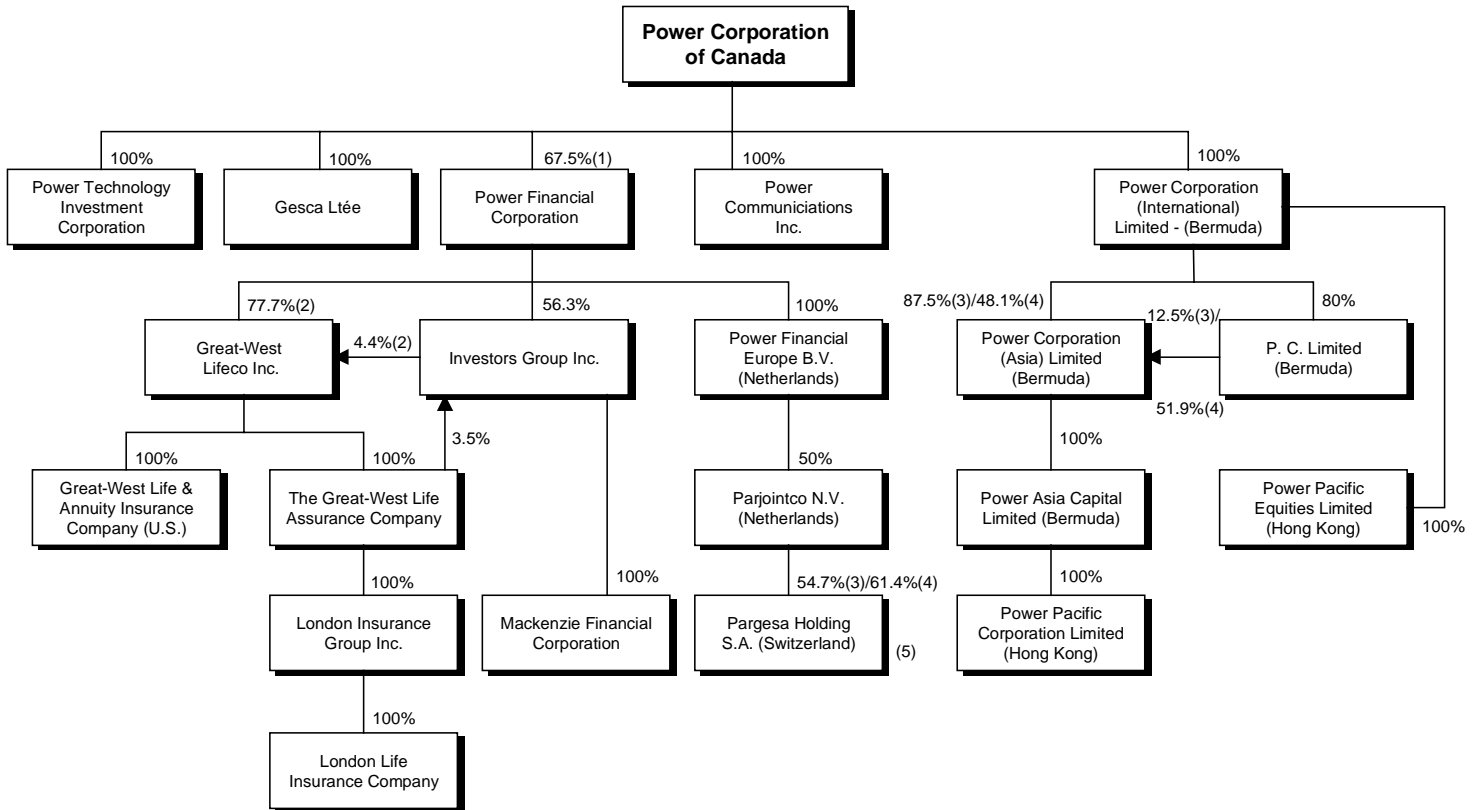 Power Corporation
of Canada
100%
100%
67.5%(1)
100%
100%
Power Technology
Investment
Corporation
Gesca Ltée
Power Financial
Corporation
Power
Communiciations
Inc.
Power Corporation
(International)
Limited - (Bermuda)
77.7%(2)
56.3%
100%
87.5%(3)/48.1%(4)
80%
Great-West
Lifeco Inc.
4.4%(2)
Investors Group Inc.
Power Financial
Europe B.V.
(Netherlands)
Power Corporation
(Asia) Limited
(Bermuda)
12.5%(3)/
51.9%(4)
P. C. Limited
(Bermuda)
100%
100%
3.5%
50%
100%
Great-West Life &
Annuity Insurance
Company (U.S.)
The Great-West Life
Assurance Company
Parjointco N.V.
(Netherlands)
Power Asia Capital
Limited (Bermuda)
Power Pacific
Equities Limited
(Hong Kong)
100%
100%
100%
54.7%(3)/61.4%(4)
100%
London Insurance
Group Inc.
Mackenzie Financial
Corporation
Pargesa Holding
S.A. (Switzerland)
(5)
Power Pacific
Corporation Limited
(Hong Kong)
100%
London Life
Insurance Company